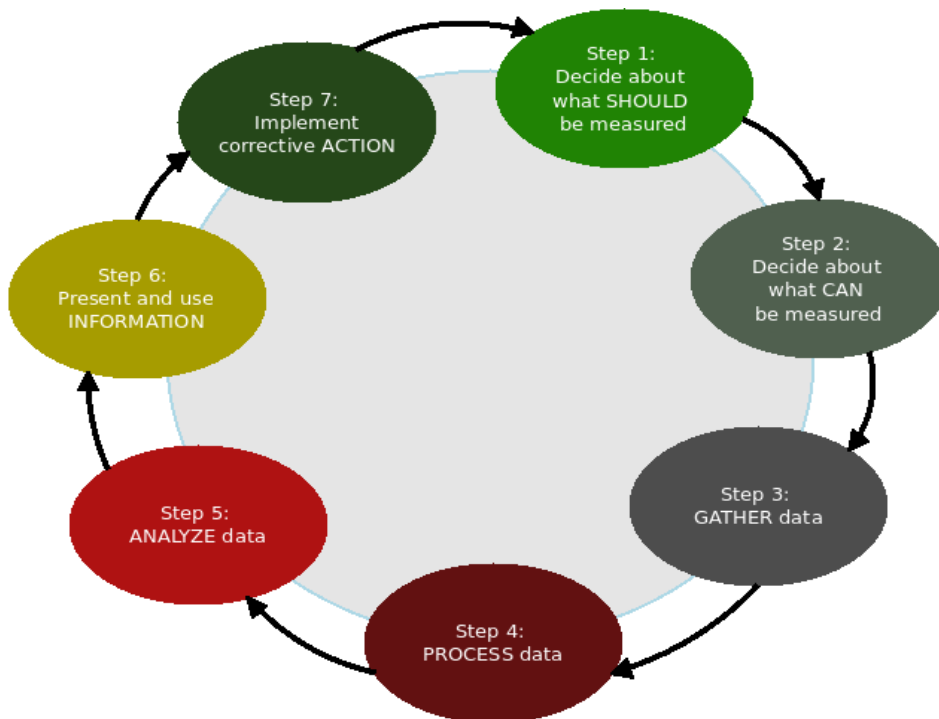 Step 1:
Decide about
what SHOULD
be measured
Step 2:
Decide about
what CAN
be measured
Step 3:
GATHER data
Step 4:
PROCESS data
Step 5:
ANALYZE data
Step 6:
Present and use
INFORMATION
Step 7:
Implement
corrective ACTION